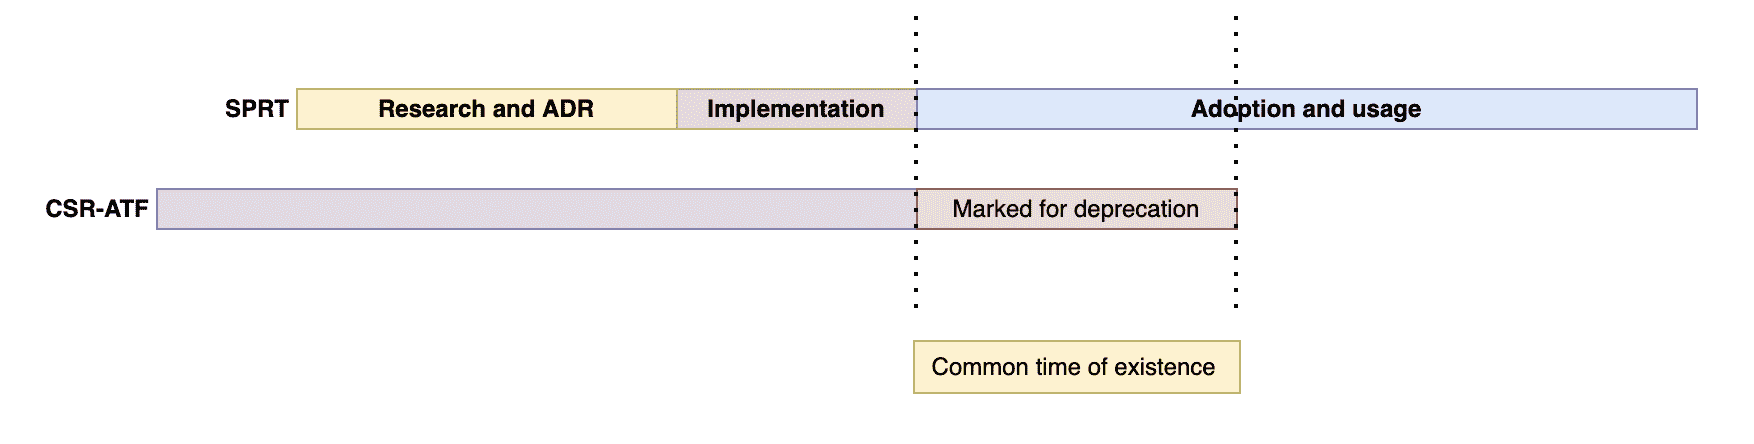 SPRT Research and ADR Implementation Adoption and usage
CSR-ATF Marked for deprecation
Common time of existence